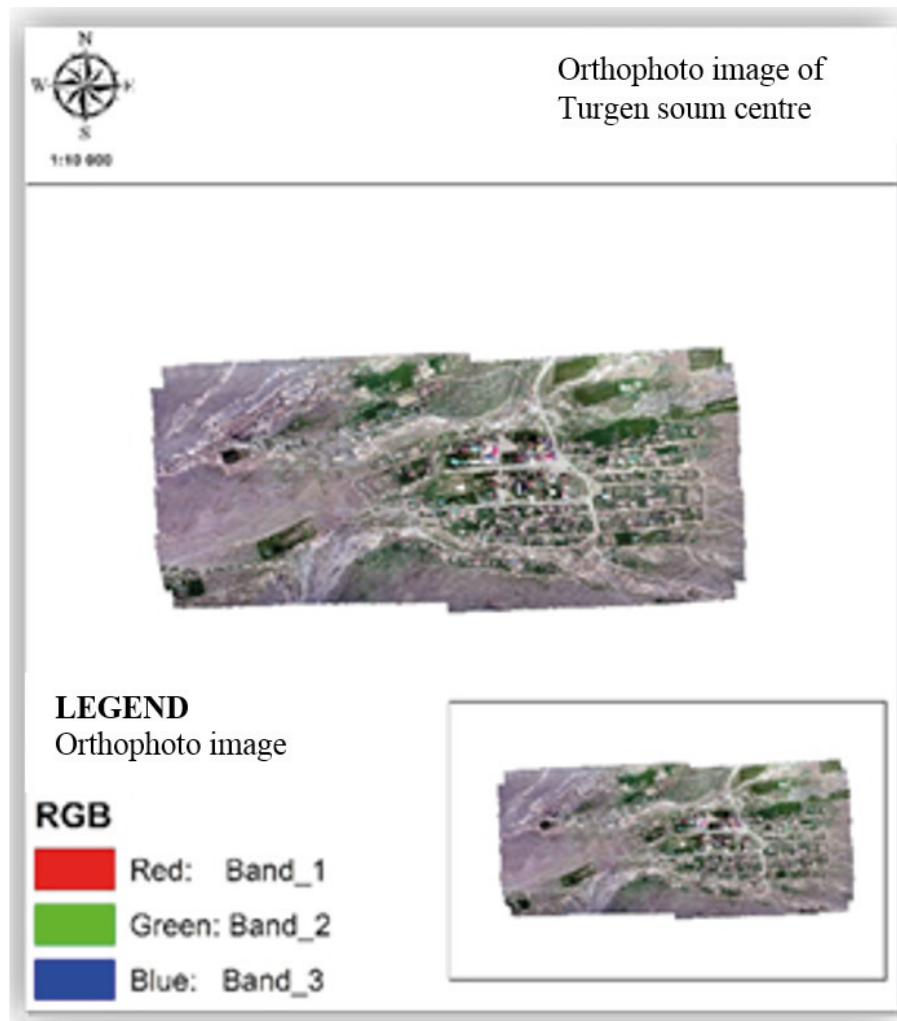 N
W E
S
1:10 000
Orthophoto image of
Turgen soum centre
LEGEND
Orthophoto image
RGB
Red: Band_1
Green: Band_2
Blue: Band_3